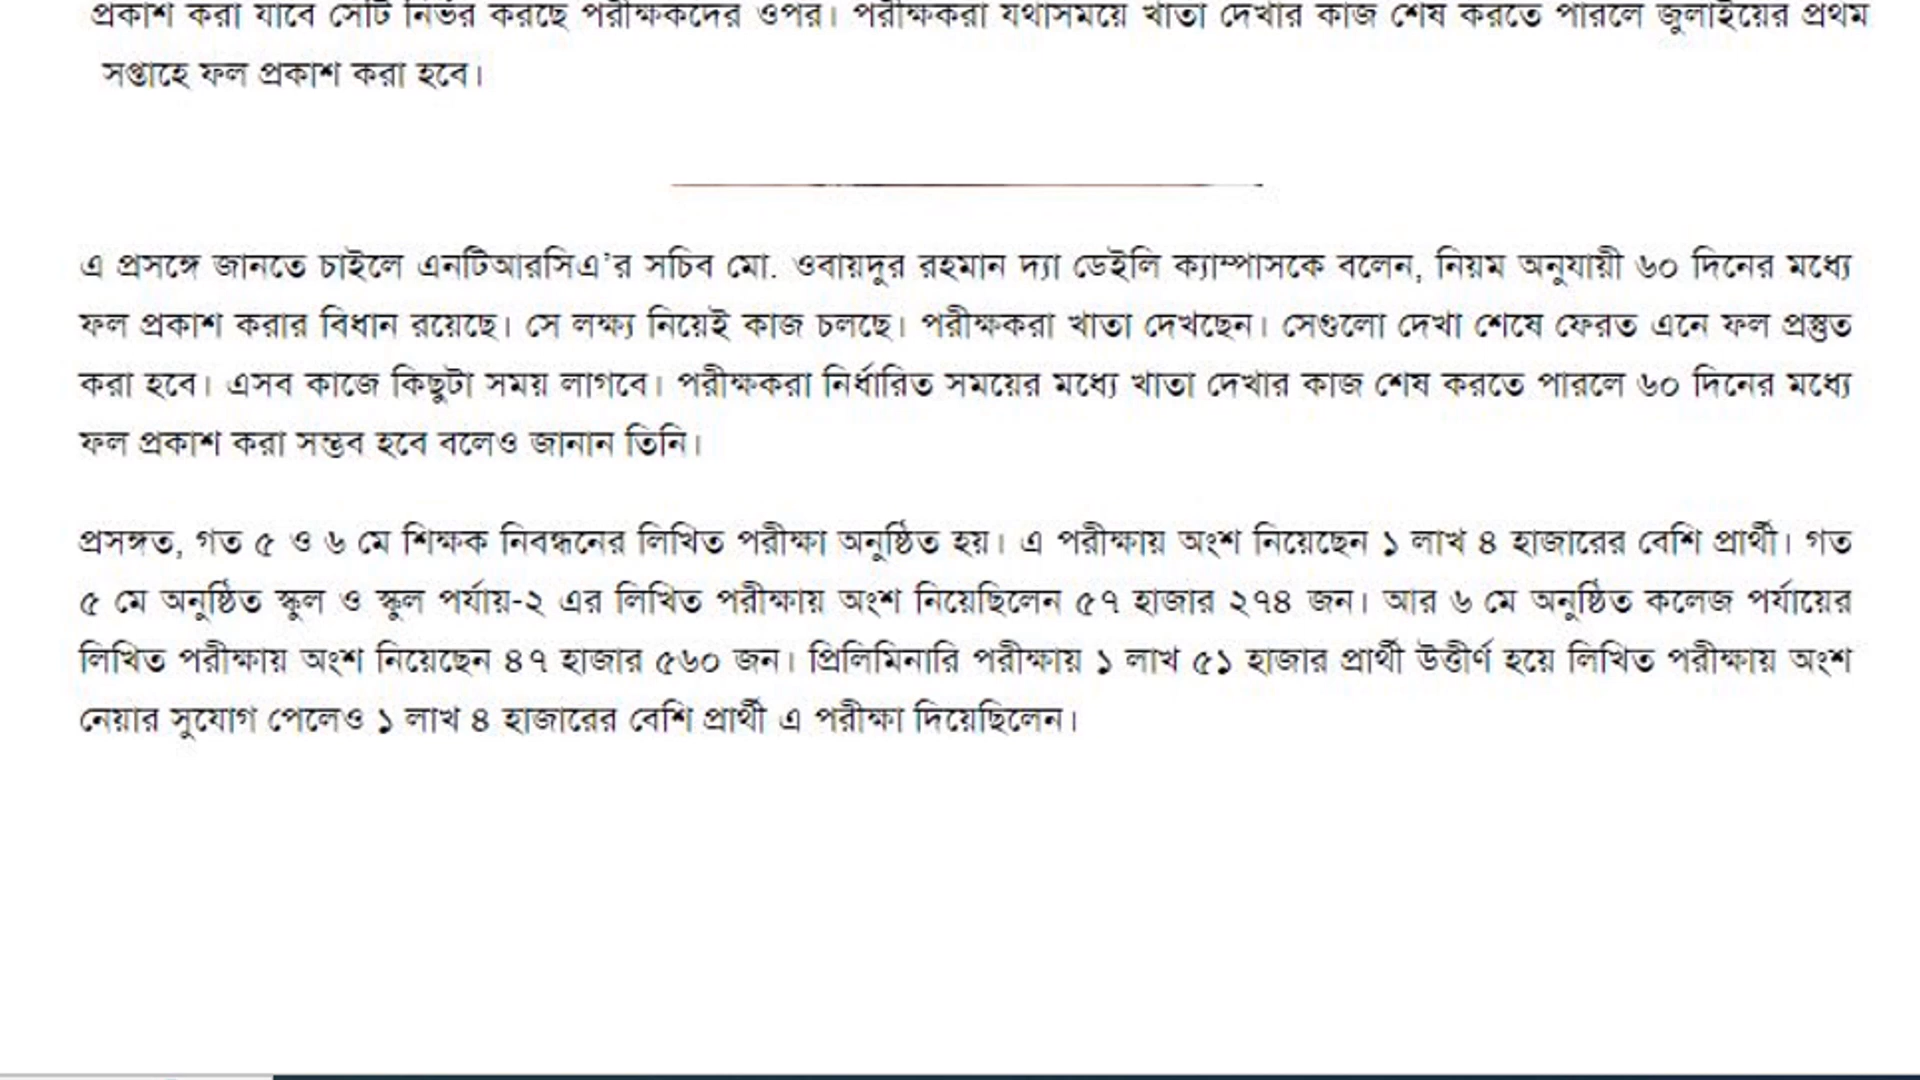 প্রকাশ করা যাবে সেটি নির্ভর করছে পরীক্ষকদের ওপর। পরীক্ষকরা যথাসময়ে খাতা দেখার কাজ শেষ করতে পারলে জুলাইয়ের প্রথম
সপ্তাহে ফল প্রকাশ করা হবে।
এ প্রসঙ্গে জানতে চাইলে এনটিআরসিএ'র সচিব মো. ওবায়দুর রহমান দ্যা ডেইলি ক্যাম্পাসকে বলেন, নিয়ম অনুযায়ী ৬০ দিনের মধ্যে
ফল প্রকাশ করার বিধান রয়েছে। সে লক্ষ্য নিয়েই কাজ চলছে। পরীক্ষকরা খাতা দেখছেন। সেগুলো দেখা শেষে ফেরত এনে ফল প্রস্তুত
করা হবে। এসব কাজে কিছুটা সময় লাগবে। পরীক্ষকরা নির্ধারিত সময়ের মধ্যে খাতা দেখার কাজ শেষ করতে পারলে ৬০ দিনের মধ্যে
ফল প্রকাশ করা সম্ভব হবে বলেও জানান তিনি।
প্রসঙ্গত, গত ৫ ও ৬ মে শিক্ষক নিবন্ধনের লিখিত পরীক্ষা অনুষ্ঠিত হয়। এ পরীক্ষায় অংশ নিয়েছেন ১ লাখ ৪ হাজারের বেশি প্রার্থী। গত
৫ মে অনুষ্ঠিত স্কুল ও স্কুল পর্যায়-২ এর লিখিত পরীক্ষায় অংশ নিয়েছিলেন ৫৭ হাজার ২৭৪ জন। আর ৬ মে অনুষ্ঠিত কলেজ পর্যায়ের
লিখিত পরীক্ষায় অংশ নিয়েছেন ৪৭ হাজার ৫৬০ জন। প্রিলিমিনারি পরীক্ষায় ১ লাখ ৫১ হাজার প্রার্থী উত্তীর্ণ হয়ে লিখিত পরীক্ষায় অংশ
নেয়ার সুযোগ পেলেও ১ লাখ ৪ হাজারের বেশি প্রার্থী এ পরীক্ষা দিয়েছিলেন।